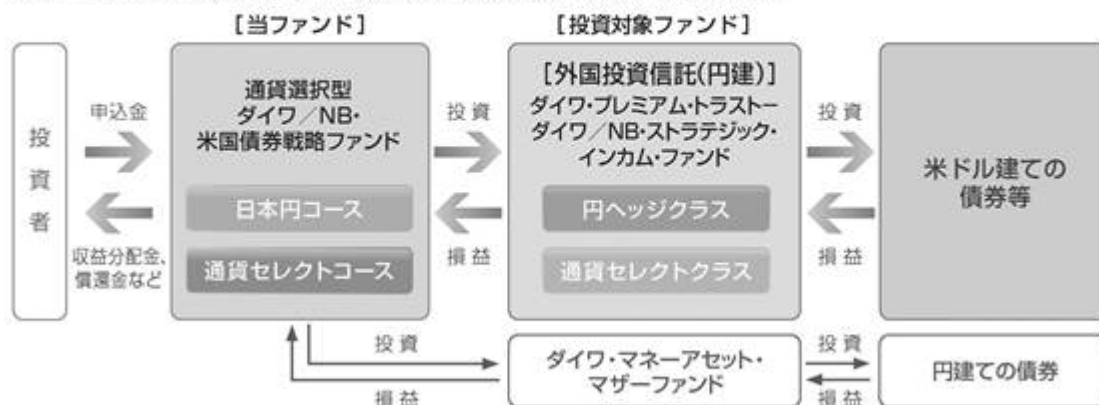 [当ファンド]
[投資対象ファンド]
投資者
申込金
収益分配金、
償還金など
通貨選択型
ダイワ／NB・
米国債券戦略ファンド
日本円コース
通貨セレクトコース
投資
損益
[外国投資信託(円建)]
ダイワ・プレミアム・トラストー
ダイワ／NB・ストラテジック・
インカム・ファンド
円ヘッジクラス
通貨セレクトクラス
投資
損益
米ドル建ての
債券等
投資
損益
ダイワ・マネーアセット・
マザーファンド
投資
損益
円建ての債券